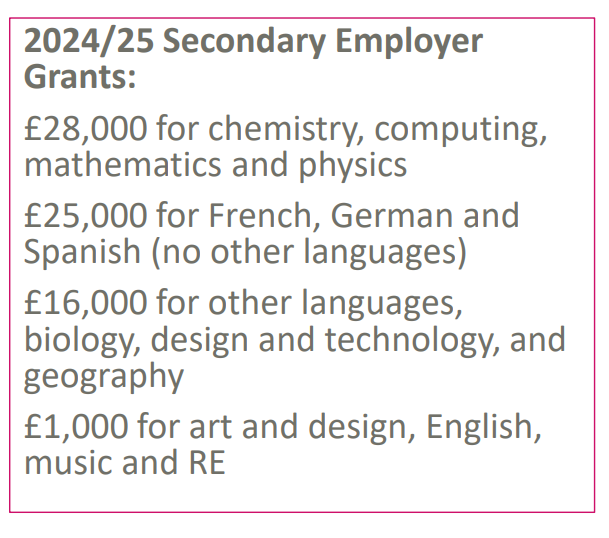 2024/25 Secondary Employer
Grants:
£28,000 for chemistry, computing,
mathematics and physics
£25,000 for French, German and
Spanish (no other languages)
£16,000 for other languages,
biology, design and technology, and
geography
£1,000 for art and design, English,
music and RE